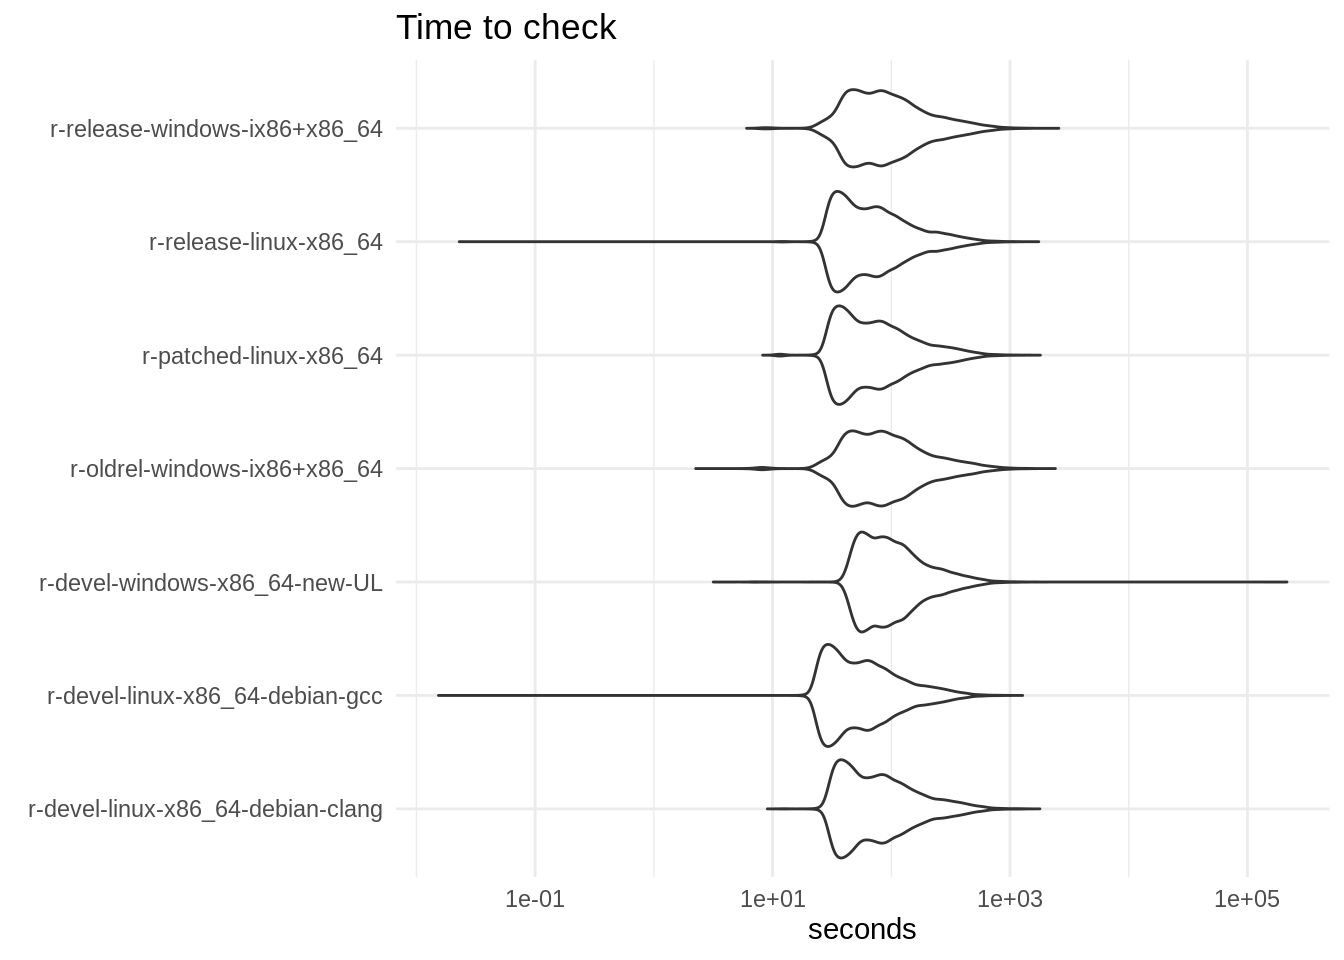 Time to check
r-release-windows-ix86+x86_64
r-release-linux-x86_64
r-patched-linux-x86_64
r-oldrel-windows-ix86+x86_64
r-devel-windows-x86_64-new-UL
r-devel-linux-x86_64-debian-gcc
r-devel-linux-x86_64-debian-clang
1e-01 1e+01 1e+03 1e+05
seconds